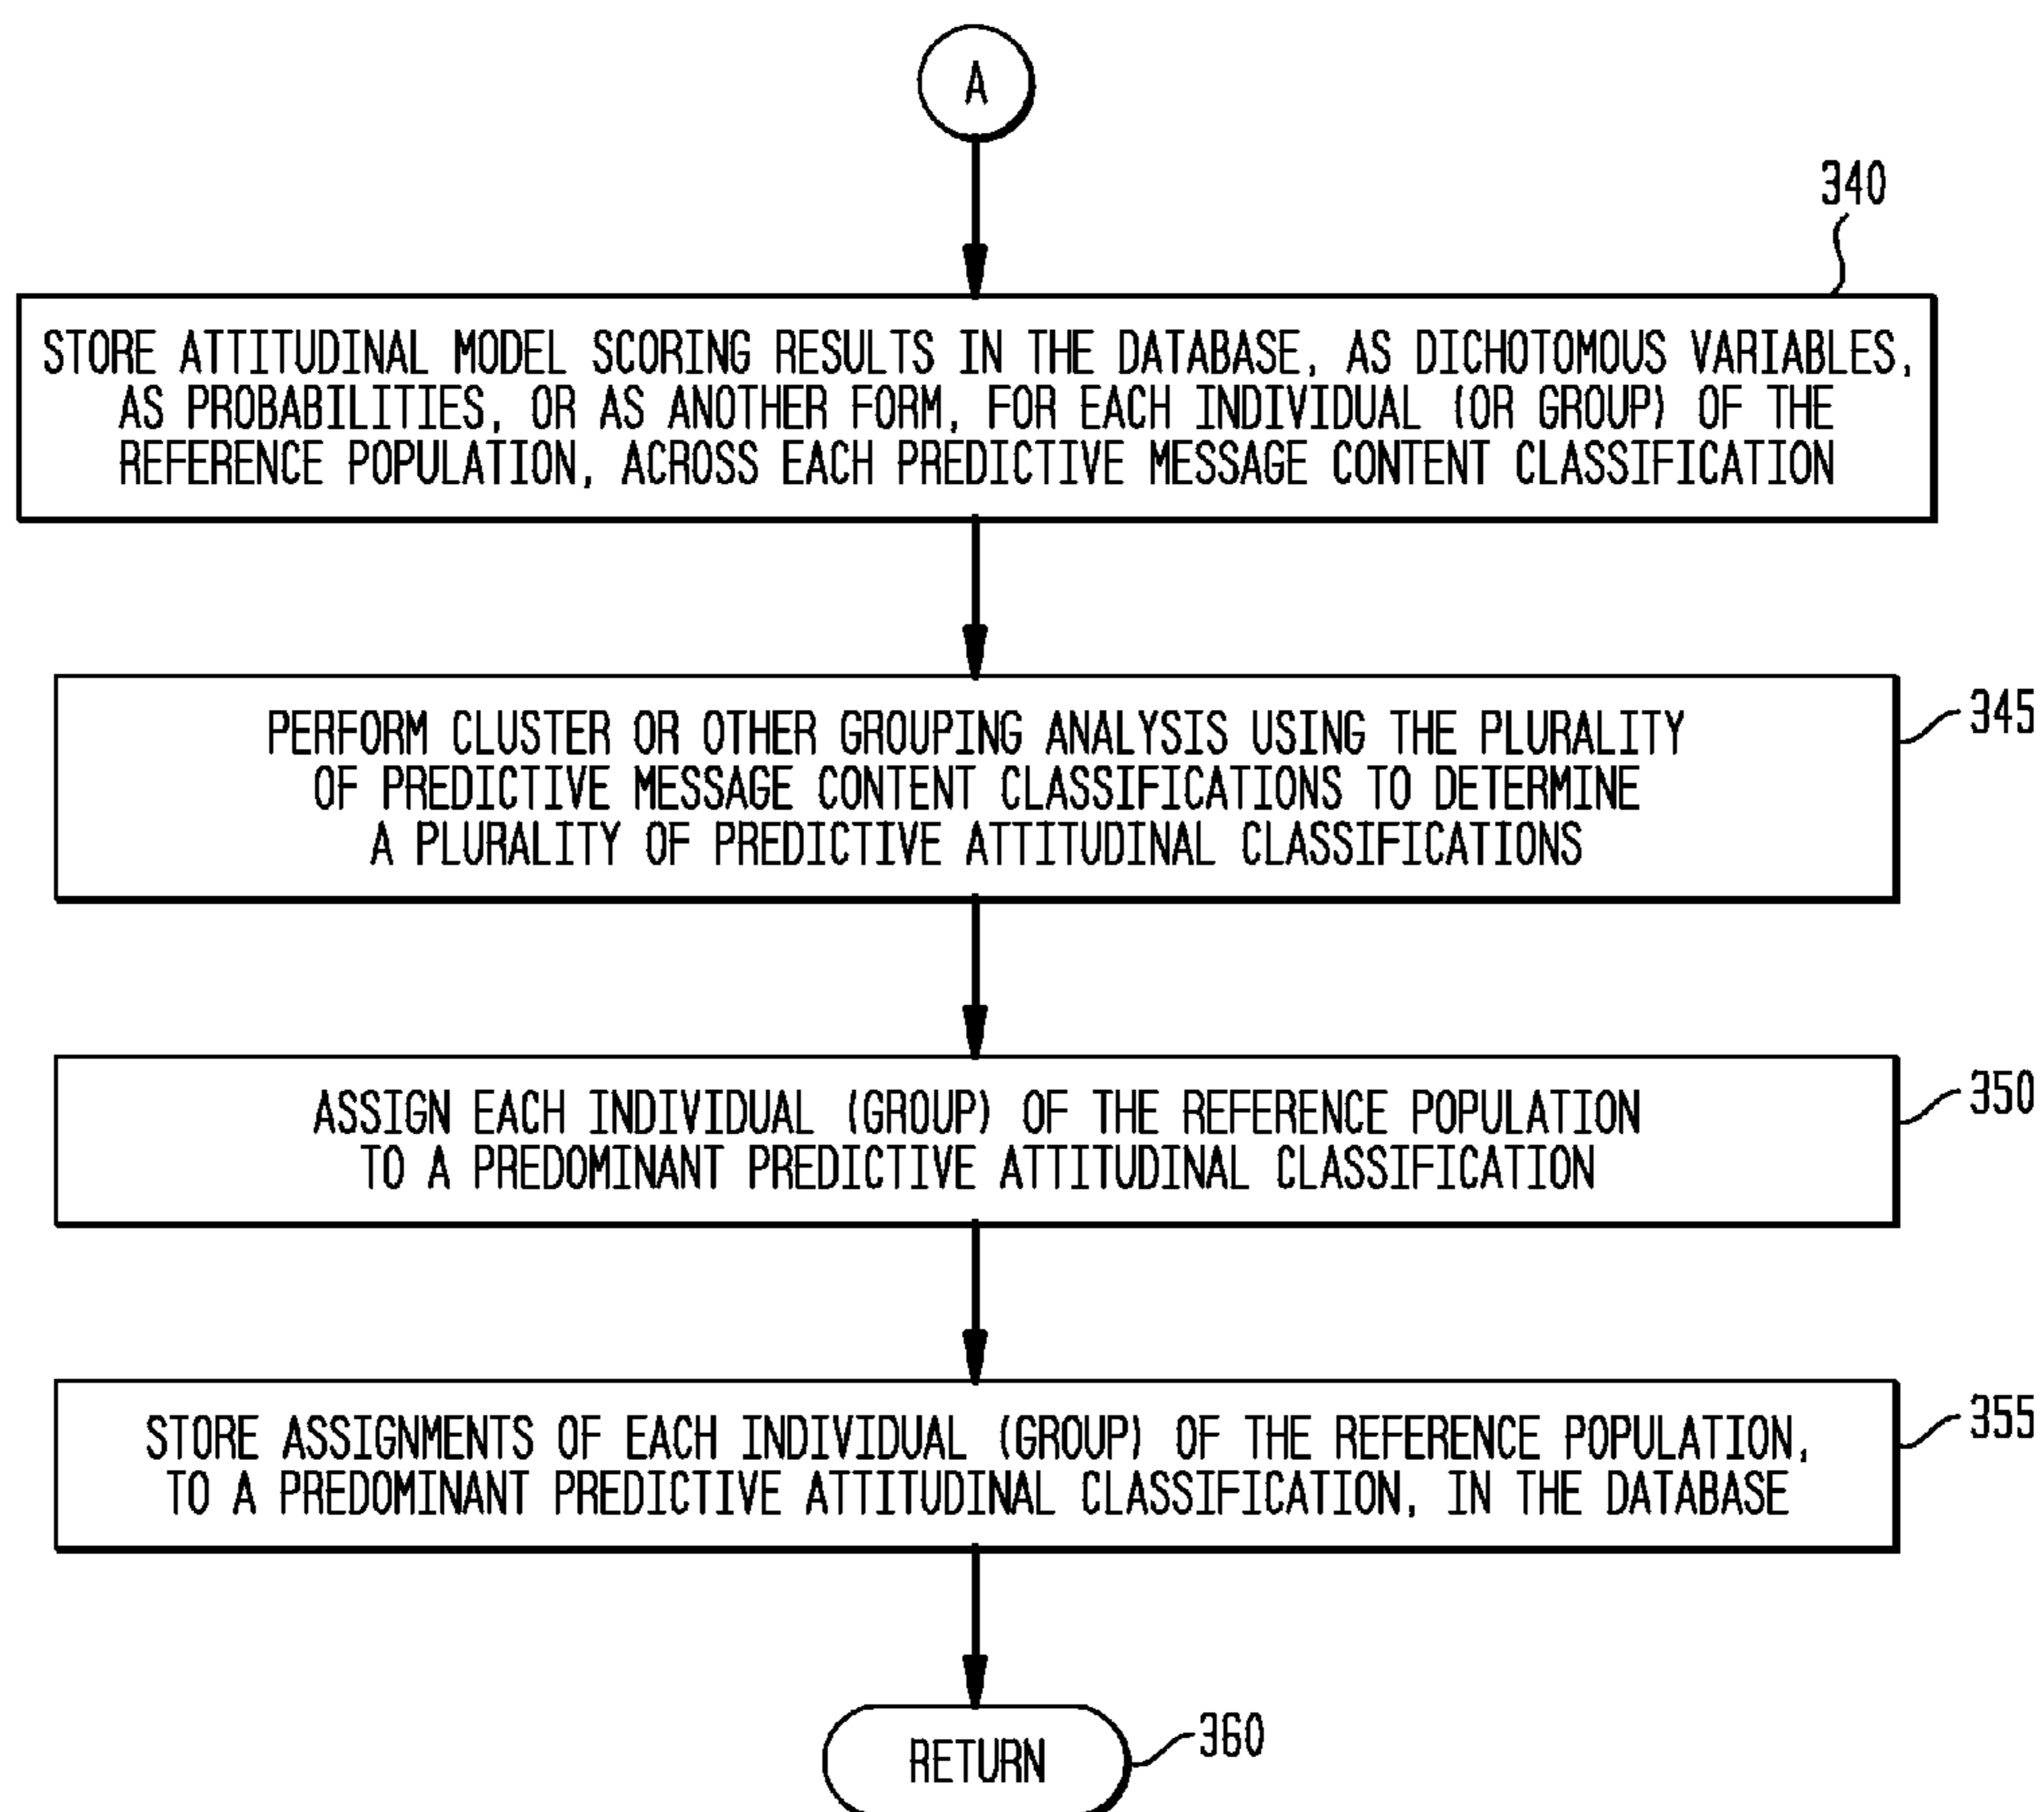 A
340
STORE ATTITUDINAL MODEL SCORING RESULTS IN THE DATABASE, AS DICHOTOMOUS VARIABLES,
AS PROBABILITIES, OR AS ANOTHER FORM, FOR EACH INDIVIDUAL (OR GROUP) OF THE
REFERENCE POPULATION, ACROSS EACH PREDICTIVE MESSAGE CONTENT CLASSIFICATION
345
PERFORM CLUSTER OR OTHER GROUPING ANALYSIS USING THE PLURALITY
OF PREDICTIVE MESSAGE CONTENT CLASSIFICATIONS TO DETERMINE
A PLURALITY OF PREDICTIVE ATTITUDINAL CLASSIFICATIONS
350
ASSIGN EACH INDIVIDUAL (GROUP) OF THE REFERENCE POPULATION
TO A PREDOMINANT PREDICTIVE ATTITUDINAL CLASSIFICATION
355
STORE ASSIGNMENTS OF EACH INDIVIDUAL (GROUP) OF THE REFERENCE POPULATION,
TO A PREDOMINANT PREDICTIVE ATTITUDINAL CLASSIFICATION, IN THE DATABASE
360
RETURN